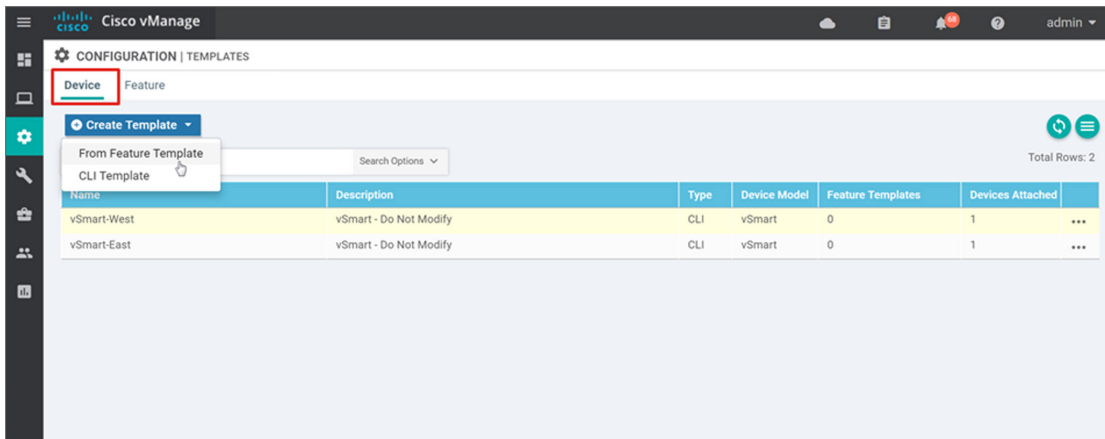 cisco Cisco vManage 68 admin
CONFIGURATION | TEMPLATES
Device Feature
Create Template
From Feature Template
CLI Template
Search Options
Total Rows: 2
Name Description Type Device Model Feature Templates Devices Attached
vSmart-West vSmart - Do Not Modify CLI vSmart 0 1
vSmart-East vSmart - Do Not Modify CLI vSmart 0 1